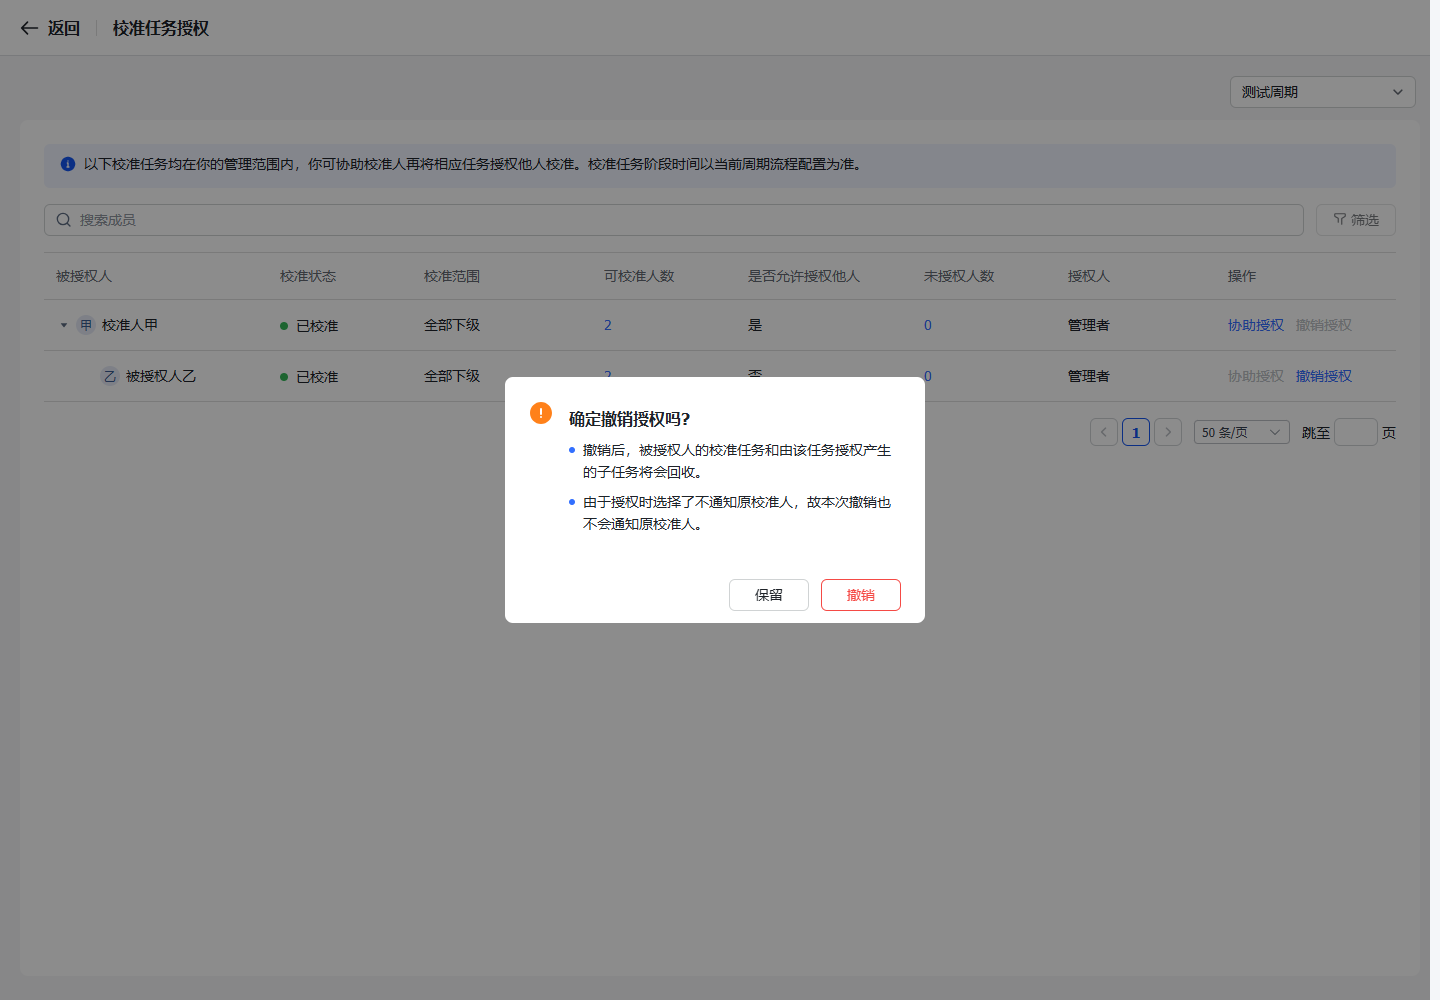 返回 校准任务授权
测试周期
以下校准任务均在你的管理范围内，你可协助校准人再将相应任务授权他人校准。校准任务阶段时间以当前周期流程配置为准。
搜索成员 筛选
被授权人 校准状态 校准范围 可校准人数 是否允许授权他人 未授权人数 授权人 操作
甲 校准人甲 已校准 全部下级 2 是 0 管理者 协助授权 撤销授权
乙 被授权人乙 已校准 全部下级 2 否 0 管理者 协助授权 撤销授权
1 50 条/页 跳至 页
确定撤销授权吗?
撤销后，被授权人的校准任务和由该任务授权产生
的子任务将会回收。
由于授权时选择了不通知原校准人，故本次撤销也
不会通知原校准人。
保留 撤销